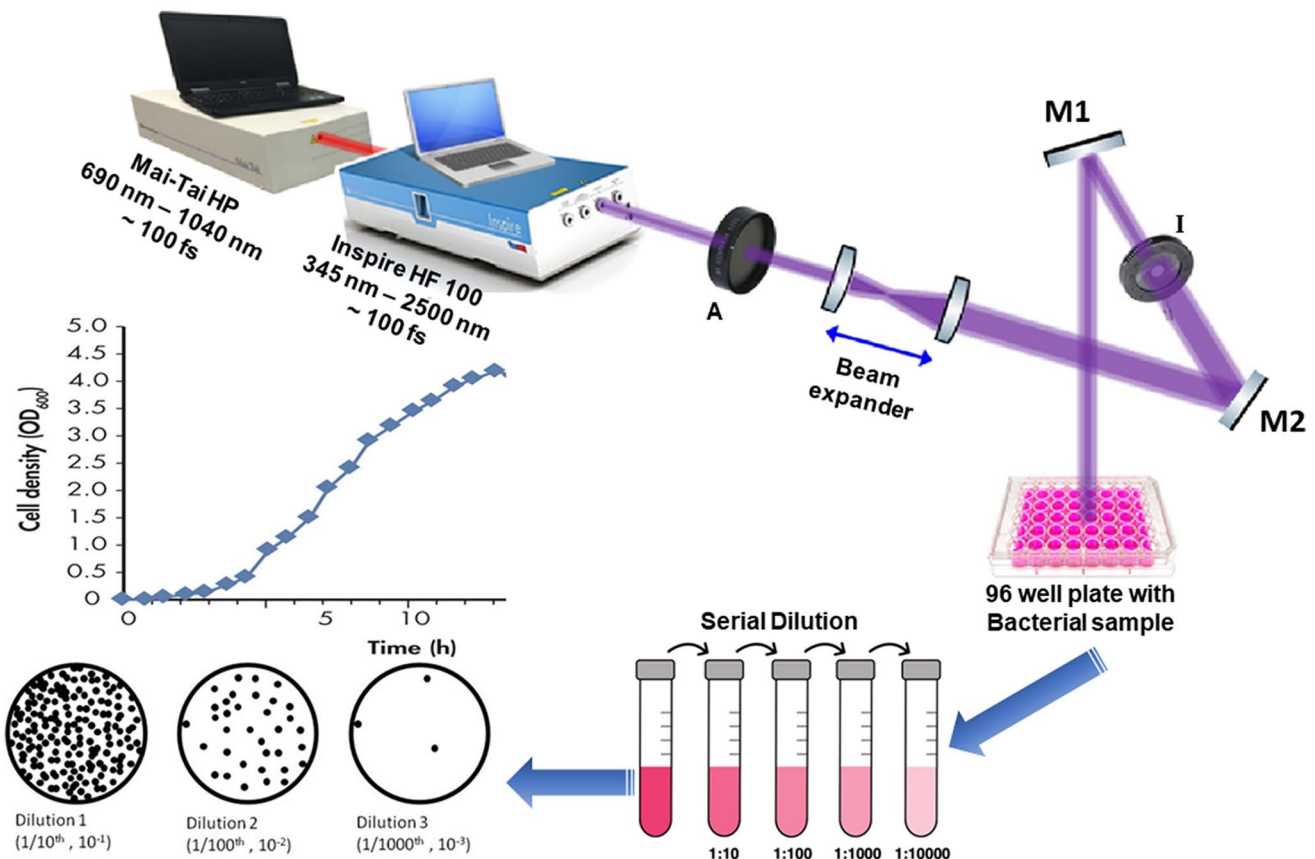 Mai-Tai HP
690 nm – 1040 nm
~ 100 fs
Mai Tai
Inspire
Inspire HF 100
345 nm – 2500 nm
~ 100 fs
A
Beam
expander
M1
I
M2
96 well plate with
Bacterial sample
Cell density (OD600)
5.0
4.5
4.0
3.5
3.0
2.5
2.0
1.5
1.0
0.5
0
0 5 10
Time (h)
Serial Dilution
1:10 1:100 1:1000 1:10000
Dilution 1
(1/10th , 10-1)
Dilution 2
(1/100th , 10-2)
Dilution 3
(1/1000th , 10-3)